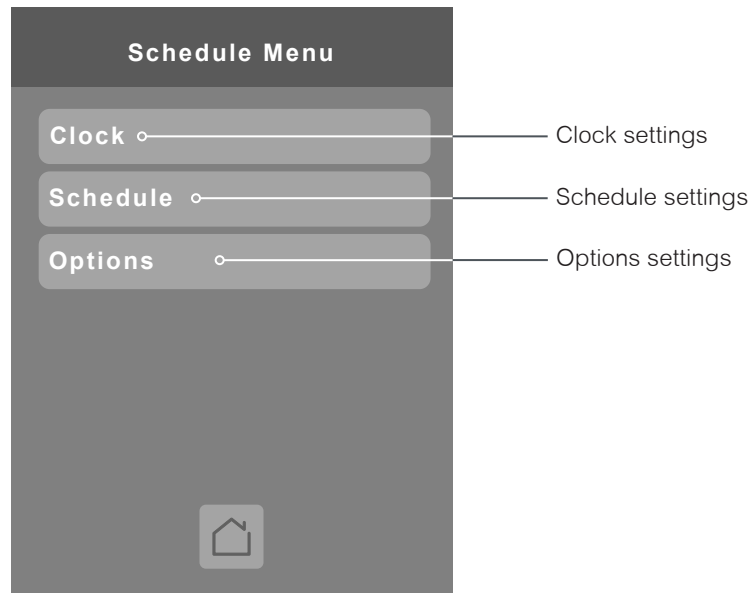 Schedule Menu
Clock
Clock settings
Schedule
Schedule settings
Options
Options settings